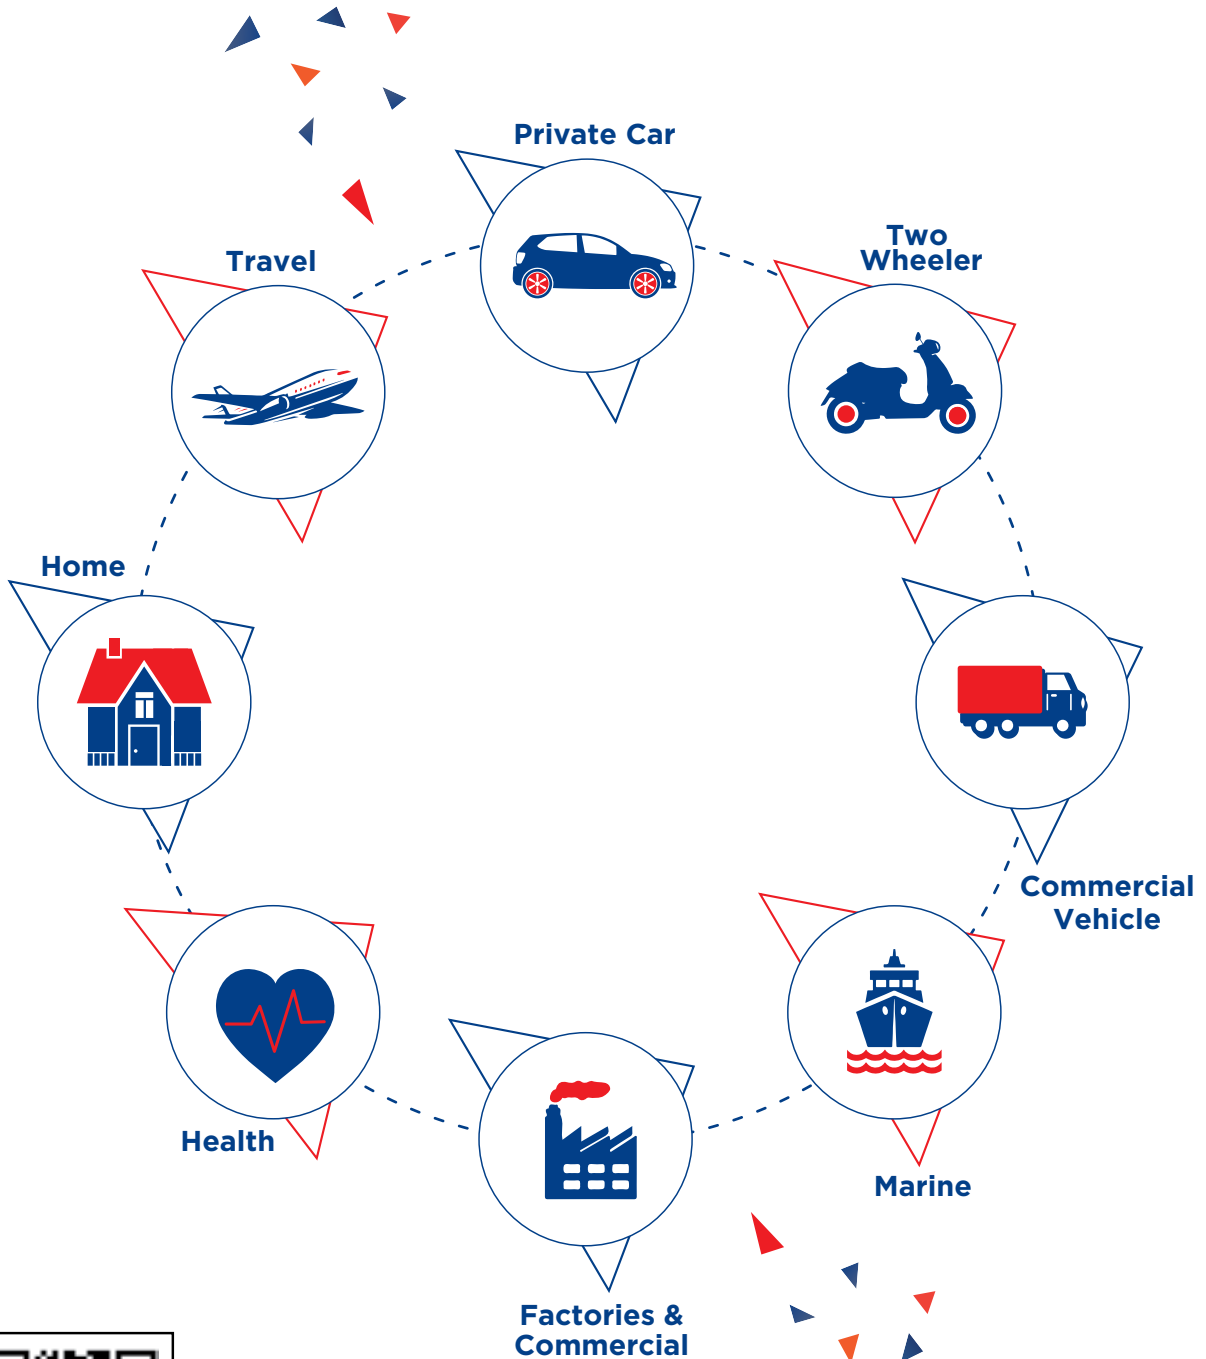 Private Car
Two
Wheeler
Travel
Home
Commercial
Vehicle
Health
Marine
Factories &
Commercial